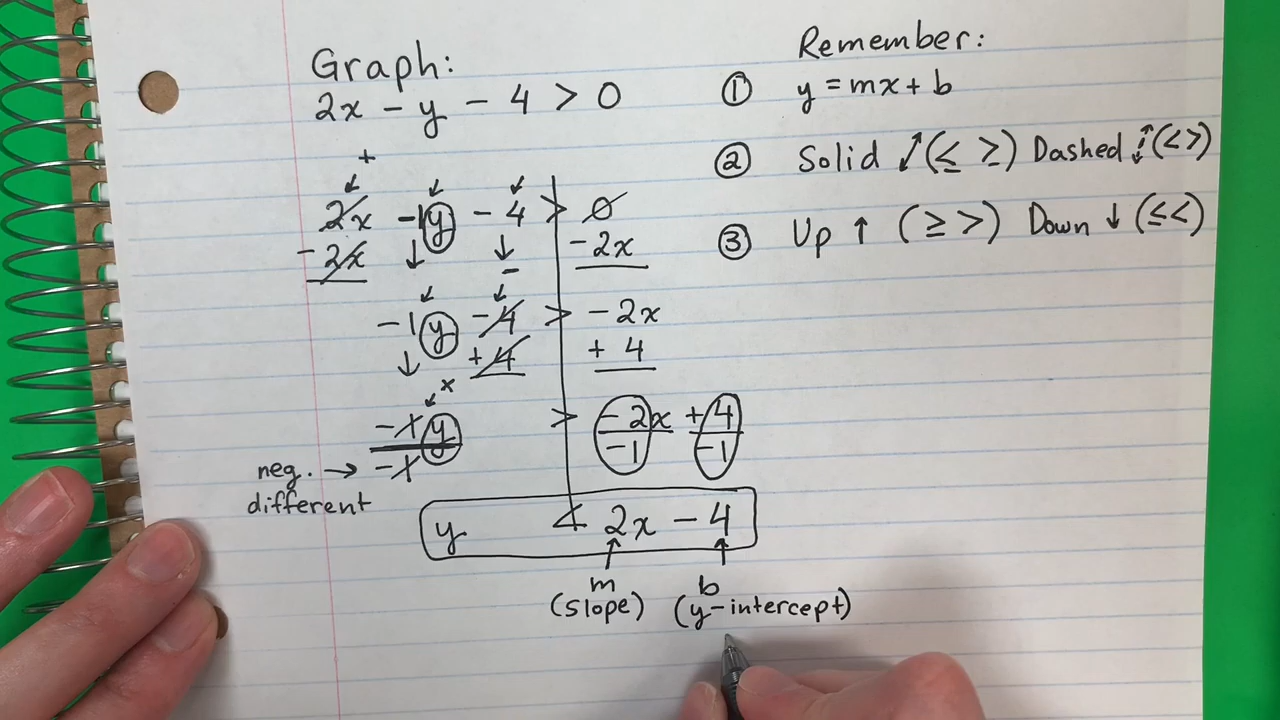 Graph:
2x - y - 4 > 0
+
2x -1y - 4 > 0
- 2x - 2x
-
-1y - 4 > - 2x
+ 4 + 4
x
-1y > -2x + 4
-1 -1 -1
neg. →
different
y < 2x - 4
m b
(slope) (y-intercept)
Remember:
① y = mx + b
② Solid ↗ (≤ ≥) Dashed ↕ (< >)
③ Up ↑ (≥ >) Down ↓ (≤ <)